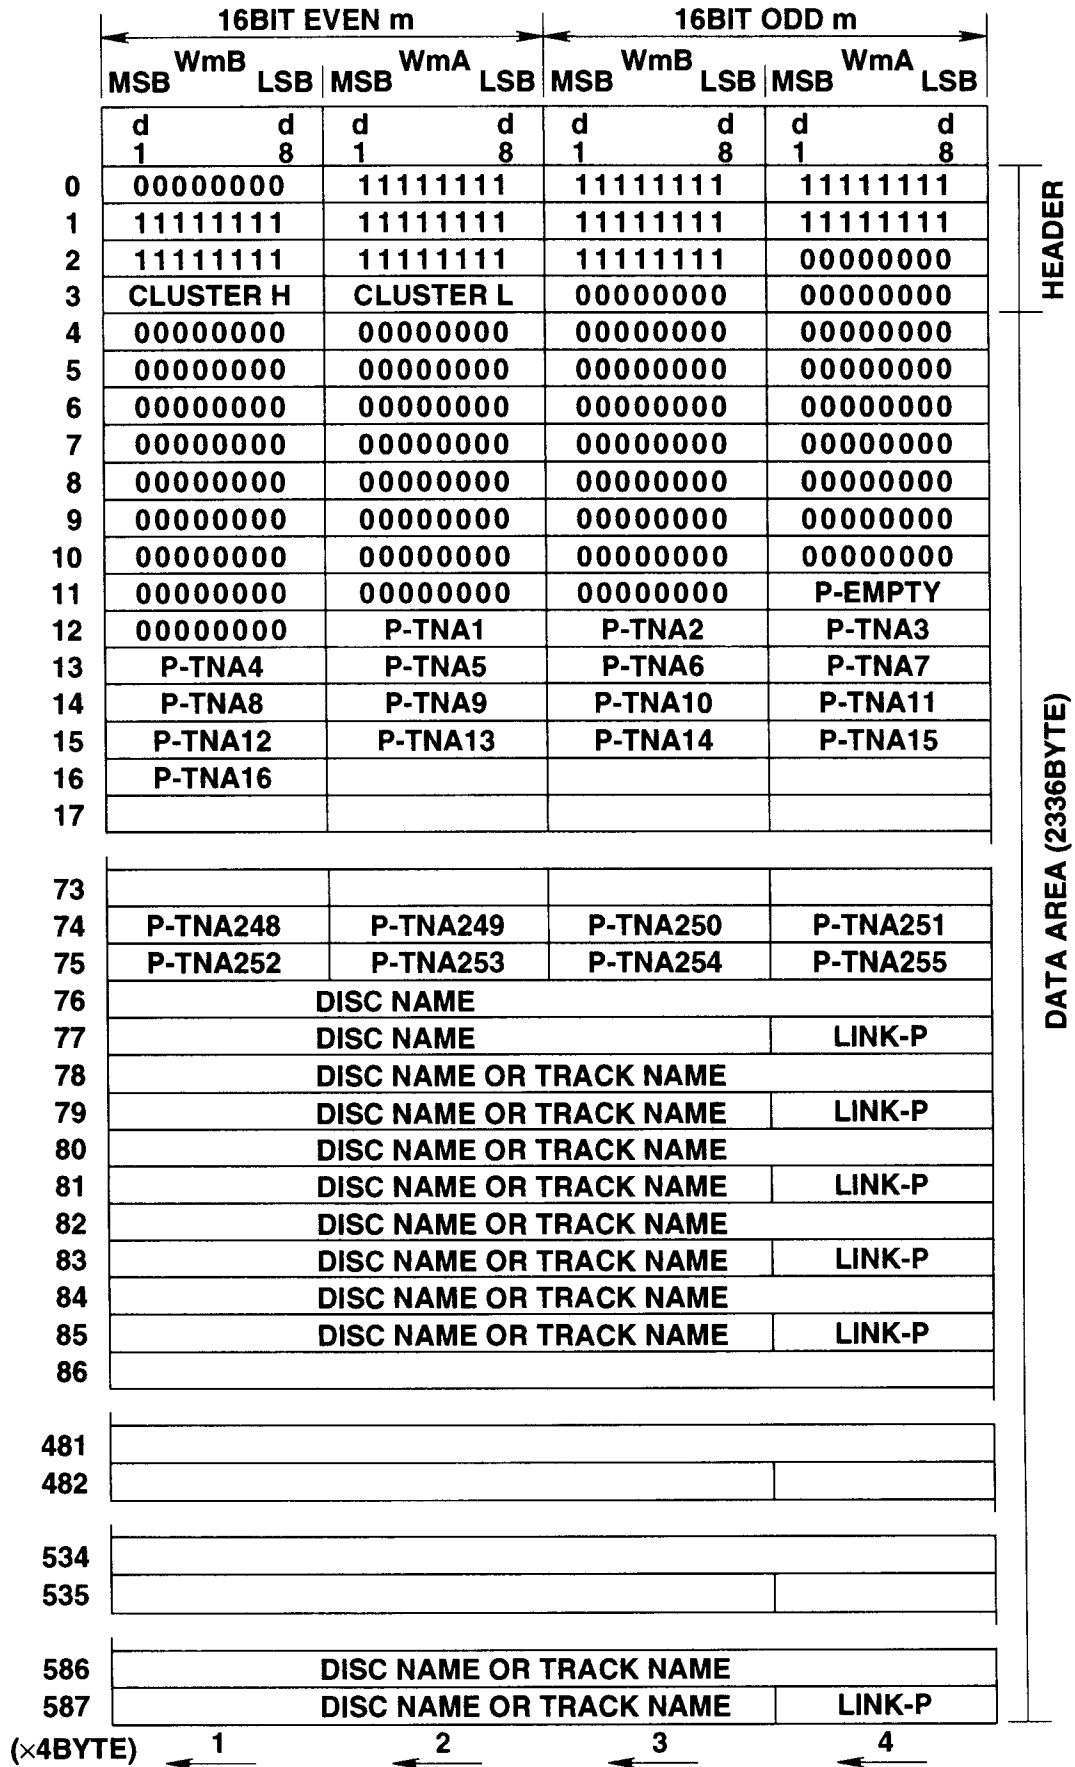 16BIT EVEN m 16BIT ODD m
WmB WmA WmB WmA
MSB LSB MSB LSB MSB LSB MSB LSB
d d d d d d d d
1 8 1 8 1 8 1 8
0 00000000 11111111 11111111 11111111
1 11111111 11111111 11111111 11111111
2 11111111 11111111 11111111 00000000
3 CLUSTER H CLUSTER L 00000000 00000000
4 00000000 00000000 00000000 00000000
5 00000000 00000000 00000000 00000000
6 00000000 00000000 00000000 00000000
7 00000000 00000000 00000000 00000000
8 00000000 00000000 00000000 00000000
9 00000000 00000000 00000000 00000000
10 00000000 00000000 00000000 00000000
11 00000000 00000000 00000000 P-EMPTY
12 00000000 P-TNA1 P-TNA2 P-TNA3
13 P-TNA4 P-TNA5 P-TNA6 P-TNA7
14 P-TNA8 P-TNA9 P-TNA10 P-TNA11
15 P-TNA12 P-TNA13 P-TNA14 P-TNA15
16 P-TNA16
17
73
74 P-TNA248 P-TNA249 P-TNA250 P-TNA251
75 P-TNA252 P-TNA253 P-TNA254 P-TNA255
76 DISC NAME
77 DISC NAME LINK-P
78 DISC NAME OR TRACK NAME
79 DISC NAME OR TRACK NAME LINK-P
80 DISC NAME OR TRACK NAME
81 DISC NAME OR TRACK NAME LINK-P
82 DISC NAME OR TRACK NAME
83 DISC NAME OR TRACK NAME LINK-P
84 DISC NAME OR TRACK NAME
85 DISC NAME OR TRACK NAME LINK-P
86
481
482
534
535
586 DISC NAME OR TRACK NAME
587 DISC NAME OR TRACK NAME LINK-P
(×4BYTE) 1 2 3 4
HEADER
DATA AREA (2336BYTE)